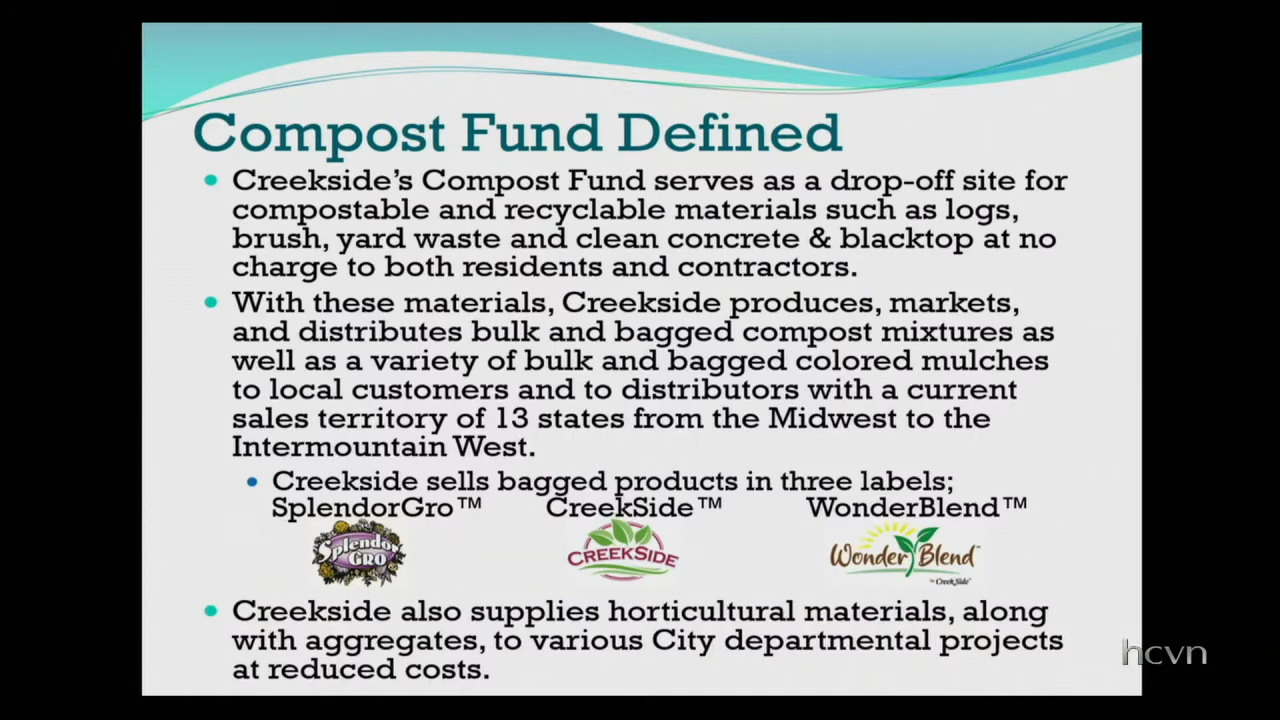 Compost Fund Defined
Creekside's Compost Fund serves as a drop-off site for
compostable and recyclable materials such as logs,
brush, yard waste and clean concrete & blacktop at no
charge to both residents and contractors.
With these materials, Creekside produces, markets,
and distributes bulk and bagged compost mixtures as
well as a variety of bulk and bagged colored mulches
to local customers and to distributors with a current
sales territory of 13 states from the Midwest to the
Intermountain West.
Creekside sells bagged products in three labels;
SplendorGro™ CreekSide™ WonderBlend™
Splendor GRO
CREEKSIDE
Wonder Blend™
by CreekSide™
Creekside also supplies horticultural materials, along
with aggregates, to various City departmental projects
at reduced costs.
hcvn